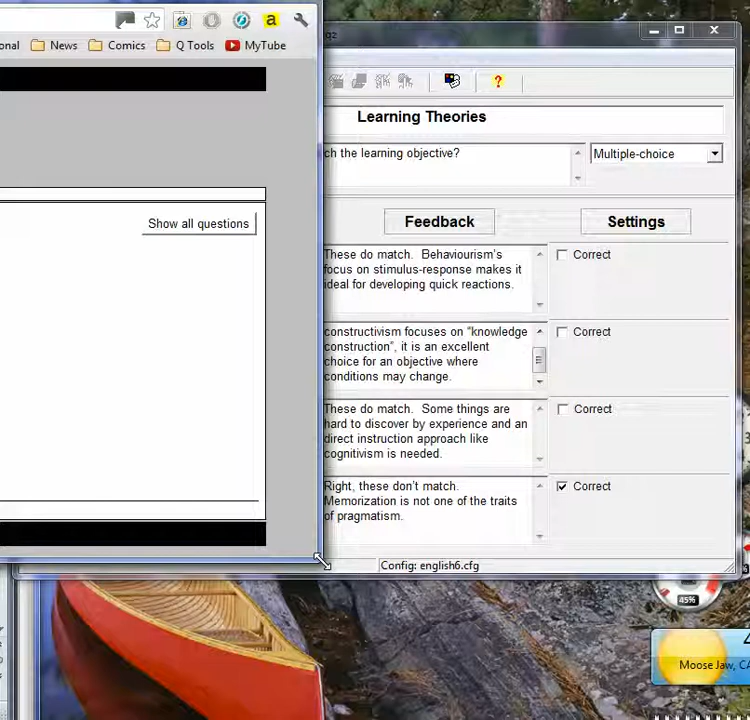 onal News Comics Q Tools MyTube
Learning Theories
ch the learning objective?
Multiple-choice
Show all questions
Feedback
Settings
These do match. Behaviourism's
focus on stimulus-response makes it
ideal for developing quick reactions.
Correct
constructivism focuses on "knowledge
construction", it is an excellent
choice for an objective where
conditions may change.
Correct
These do match. Some things are
hard to discover by experience and an
direct instruction approach like
cognitivism is needed.
Correct
Right, these don't match.
Memorization is not one of the traits
of pragmatism.
Correct
Config: english6.cfg
45%
Moose Jaw, CA